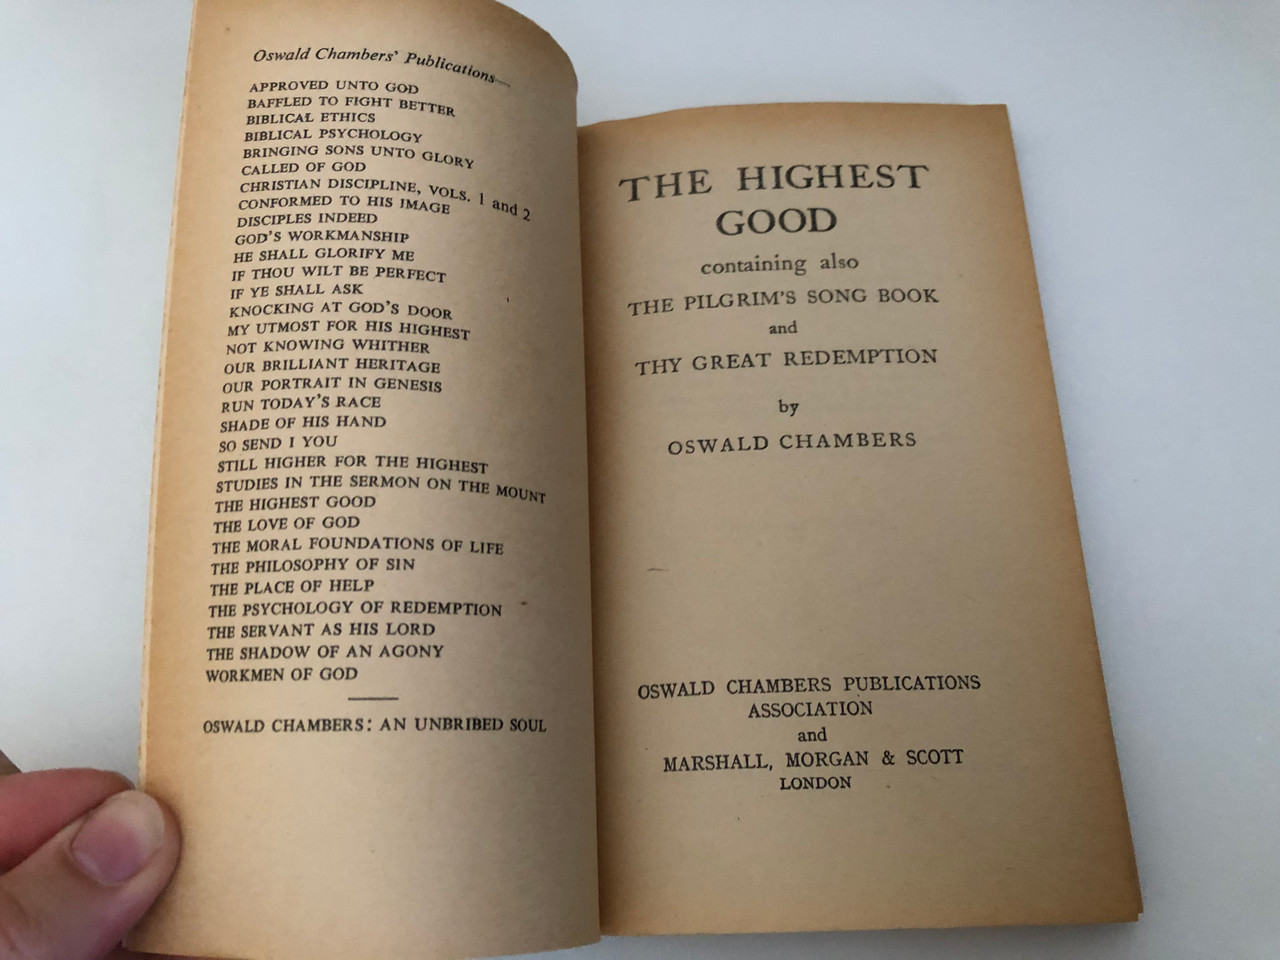 Oswald Chambers' Publications—
APPROVED UNTO GOD
BAFFLED TO FIGHT BETTER
BIBLICAL ETHICS
BIBLICAL PSYCHOLOGY
BRINGING SONS UNTO GLORY
CALLED OF GOD
CHRISTIAN DISCIPLINE, VOLS. 1 and 2
CONFORMED TO HIS IMAGE
DISCIPLES INDEED
GOD'S WORKMANSHIP
HE SHALL GLORIFY ME
IF THOU WILT BE PERFECT
IF YE SHALL ASK
KNOCKING AT GOD'S DOOR
MY UTMOST FOR HIS HIGHEST
NOT KNOWING WHITHER
OUR BRILLIANT HERITAGE
OUR PORTRAIT IN GENESIS
RUN TODAY'S RACE
SHADE OF HIS HAND
SO SEND I YOU
STILL HIGHER FOR THE HIGHEST
STUDIES IN THE SERMON ON THE MOUNT
THE HIGHEST GOOD
THE LOVE OF GOD
THE MORAL FOUNDATIONS OF LIFE
THE PHILOSOPHY OF SIN
THE PLACE OF HELP
THE PSYCHOLOGY OF REDEMPTION
THE SERVANT AS HIS LORD
THE SHADOW OF AN AGONY
WORKMEN OF GOD
OSWALD CHAMBERS: AN UNBRIBED SOUL
THE HIGHEST
GOOD
containing also
THE PILGRIM'S SONG BOOK
and
THY GREAT REDEMPTION
by
OSWALD CHAMBERS
OSWALD CHAMBERS PUBLICATIONS
ASSOCIATION
and
MARSHALL, MORGAN & SCOTT
LONDON